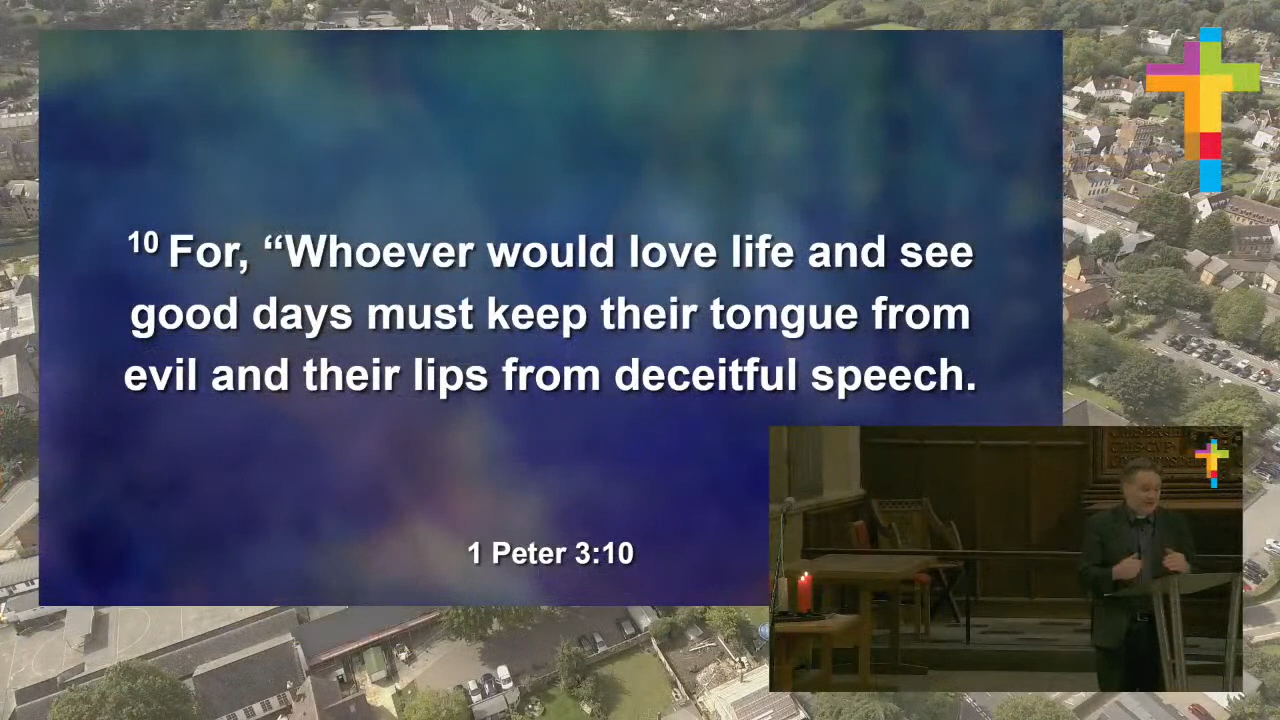 10 For, “Whoever would love life and see
good days must keep their tongue from
evil and their lips from deceitful speech.
1 Peter 3:10